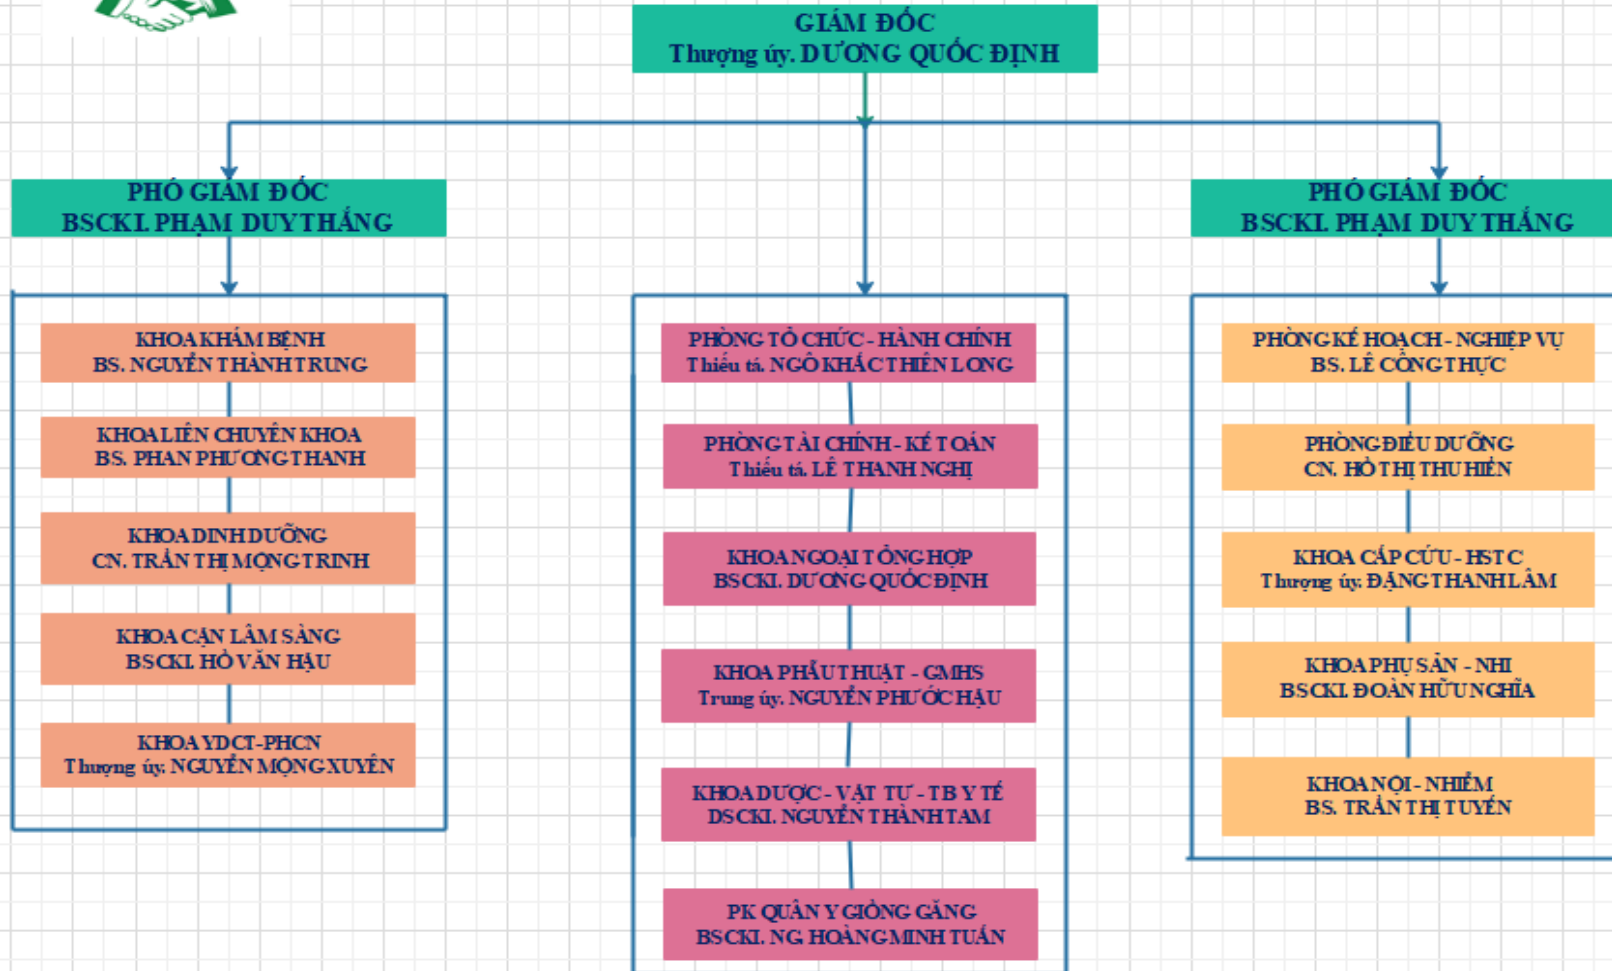 GIÁM ĐỐC
Thượng úy. DƯƠNG QUỐC ĐỊNH
PHÓ GIÁM ĐỐC
BSCKI. PHẠM DUY THẮNG
PHÓ GIÁM ĐỐC
BSCKI. PHẠM DUY THẮNG
KHOA KHÁM BỆNH
BS. NGUYỄN THÀNH TRUNG
KHOA LIÊN CHUYÊN KHOA
BS. PHAN PHƯƠNG THANH
KHOA DINH DƯỠNG
CN. TRẦN THỊ MỘNG TRINH
KHOA CẬN LÂM SÀNG
BSCKI. HỒ VĂN HẬU
KHOA YDCT-PHCN
Thượng úy. NGUYỄN MỘNG XUYÊN
PHÒNG TỔ CHỨC - HÀNH CHÍNH
Thiếu tá. NGÔ KHẮC THIÊN LONG
PHÒNG TÀI CHÍNH - KẾ TOÁN
Thiếu tá. LÊ THANH NGHỊ
KHOA NGOẠI TỔNG HỢP
BSCKI. DƯƠNG QUỐC ĐỊNH
KHOA PHẪU THUẬT - GMHS
Trung úy. NGUYỄN PHƯỚC HẬU
KHOA DƯỢC - VẬT TƯ - TB Y TẾ
DSCKI. NGUYỄN THÀNH TAM
PK QUÂN Y GIỒNG GĂNG
BSCKI. NG. HOÀNG MINH TUẤN
PHÒNG KẾ HOẠCH - NGHIỆP VỤ
BS. LÊ CÔNG THỰC
PHÒNG ĐIỀU DƯỠNG
CN. HỒ THỊ THU HIỀN
KHOA CẤP CỨU - HSTC
Thượng úy. ĐẶNG THANH LÂM
KHOA PHỤ SẢN - NHI
BSCKI. ĐOÀN HỮU NGHĨA
KHOA NỘI - NHIỄM
BS. TRẦN THỊ TUYẾN